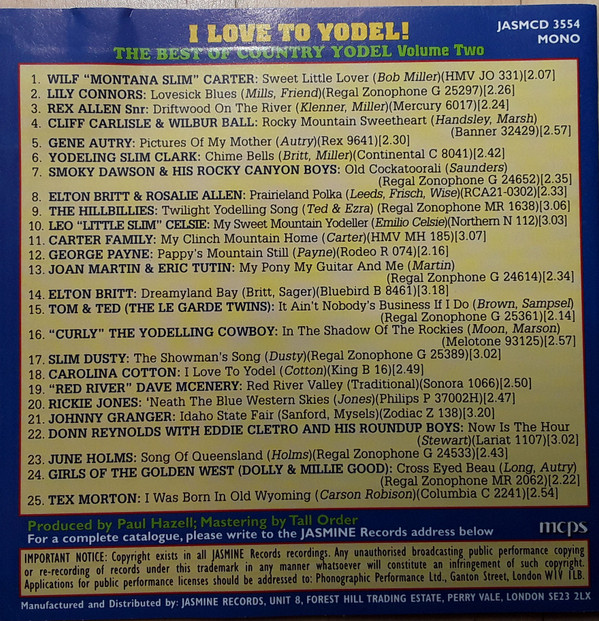 I LOVE TO YODEL!
JASMCD 3554
MONO
THE BEST OF COUNTRY YODEL Volume Two
1. WILF "MONTANA SLIM" CARTER: Sweet Little Lover (Bob Miller)(HMV JO 331)[2.07]
2. LILY CONNORS: Lovesick Blues (Mills, Friend)(Regal Zonophone G 25297)[2.26]
3. REX ALLEN Snr: Driftwood On The River (Klenner, Miller)(Mercury 6017)[2.24]
4. CLIFF CARLISLE & WILBUR BALL: Rocky Mountain Sweetheart (Handsley, Marsh)
(Banner 32429)[2.57]
5. GENE AUTRY: Pictures Of My Mother (Autry)(Rex 9641)[2.30]
6. YODELING SLIM CLARK: Chime Bells (Britt, Miller)(Continental C 8041)[2.42]
7. SMOKY DAWSON & HIS ROCKY CANYON BOYS: Old Cockatoorali (Saunders)
(Regal Zonophone G 24652)[2.35]
8. ELTON BRITT & ROSALIE ALLEN: Prairieland Polka (Leeds, Frisch, Wise)(RCA21-0302)[2.33]
9. THE HILLBILLIES: Twilight Yodelling Song (Ted & Ezra) (Regal Zonophone MR 1638)[3.06]
10. LEO "LITTLE SLIM" CELSIE: My Sweet Mountain Yodeller (Emilio Celsie)(Northern N 112)[3.03]
11. CARTER FAMILY: My Clinch Mountain Home (Carter)(HMV MH 185)[3.07]
12. GEORGE PAYNE: Pappy's Mountain Still (Payne)(Rodeo R 074)[2.16]
13. JOAN MARTIN & ERIC TUTIN: My Pony My Guitar And Me (Martin)
(Regal Zonphone G 24614)[2.34]
14. ELTON BRITT: Dreamyland Bay (Britt, Sager)(Bluebird B 8461)[3.18]
15. TOM & TED (THE LE GARDE TWINS): It Ain't Nobody's Business If I Do (Brown, Sampsel)
(Regal Zonophone G 25361)[2.14]
16. "CURLY" THE YODELLING COWBOY: In The Shadow Of The Rockies (Moon, Marson)
(Melotone 93125)[2.57]
17. SLIM DUSTY: The Showman's Song (Dusty)(Regal Zonophone G 25389)[3.02]
18. CAROLINA COTTON: I Love To Yodel (Cotton)(King B 16)[2.49]
19. "RED RIVER" DAVE MCENERY: Red River Valley (Traditional)(Sonora 1066)[2.50]
20. RICKIE JONES: 'Neath The Blue Western Skies (Jones)(Philips P 37002H)[2.47]
21. JOHNNY GRANGER: Idaho State Fair (Sanford, Mysels)(Zodiac Z 138)[3.20]
22. DONN REYNOLDS WITH EDDIE CLETRO AND HIS ROUNDUP BOYS: Now Is The Hour
(Stewart)(Lariat 1107)[3.02]
23. JUNE HOLMS: Song Of Queensland (Holms)(Regal Zonophone G 24533)[2.43]
24. GIRLS OF THE GOLDEN WEST (DOLLY & MILLIE GOOD): Cross Eyed Beau (Long, Autry)
(Regal Zonophone MR 2062)[2.22]
25. TEX MORTON: I Was Born In Old Wyoming (Carson Robison)(Columbia C 2241)[2.54]
Produced by Paul Hazell; Mastering by Tall Order
For a complete catalogue, please write to the JASMINE Records address below
mcps
IMPORTANT NOTICE: Copyright exists in all JASMINE Records recordings. Any unauthorised broadcasting public performance copying
or re-recording of records under this trademark in any manner whatsoever will constitute an infringement of such copyright.
Applications for public performance licenses should be addressed to: Phonographic Performance Ltd., Ganton Street, London W1V 1LB.
Manufactured and Distributed by: JASMINE RECORDS, UNIT 8, FOREST HILL TRADING ESTATE, PERRY VALE, LONDON SE23 2LX